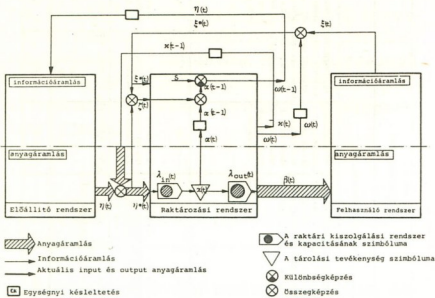 η(t)
ξ*(t)
ξ(t)
ϰ(t-1)
információáramlás
ξ*(t)
S
ϰ(t-1)
ω(t-1)
információáramlás
ζ(t)
α(t-1)
ϰ(t)
ω(t)
α(t)
ω(t)
anyagáramlás
anyagáramlás
λin(t)
λout(t)
β(t)
z(t)
Előállító rendszer
η(t)
η*(t)
Raktározási rendszer
Felhasználó rendszer
Anyagáramlás
Információáramlás
Aktuális input és output anyagáramlás
Egységnyi késleltetés
A raktári kiszolgálási rendszer
és kapacitásának szimbóluma
A tárolási tevékenység szimbóluma
Különbségképzés
Összegképzés